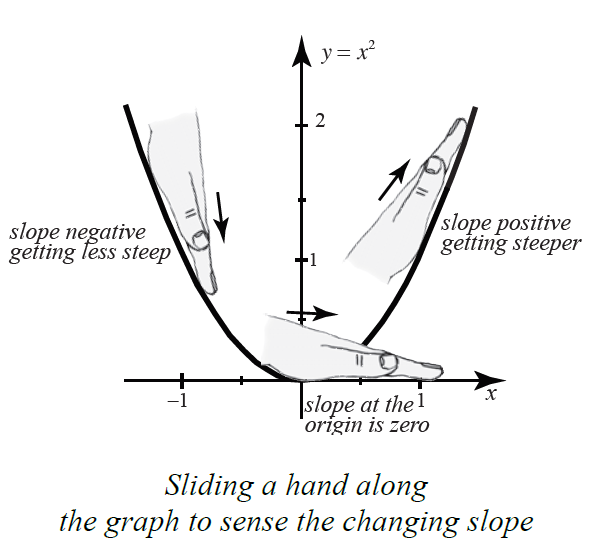 y = x²
2
slope negative
getting less steep
slope positive
getting steeper
1
−1
1
x
slope at the
origin is zero
Sliding a hand along
the graph to sense the changing slope